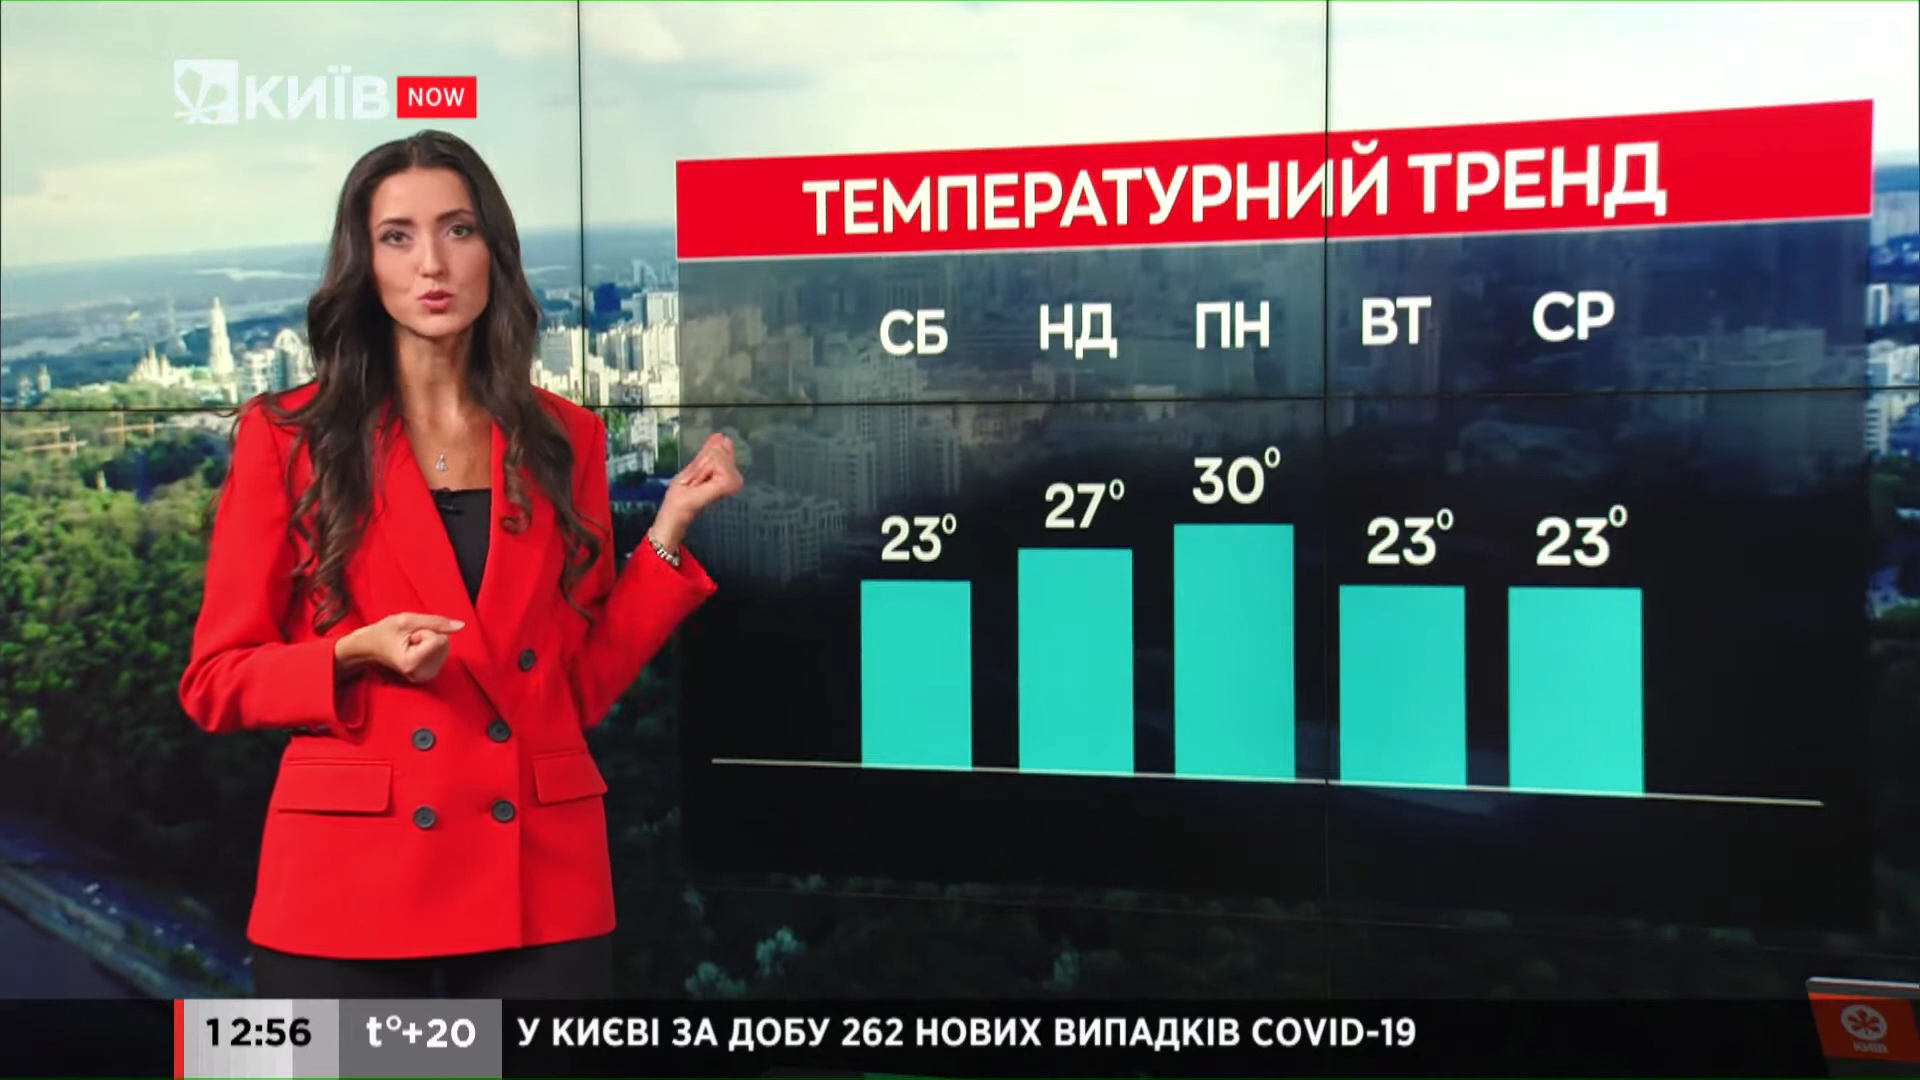 КИЇВ NOW
ТЕМПЕРАТУРНИЙ ТРЕНД
СБ НД ПН ВТ СР
23° 27° 30° 23° 23°
12:56 t°+20 У КИЄВІ ЗА ДОБУ 262 НОВИХ ВИПАДКІВ COVID-19
КИЇВ